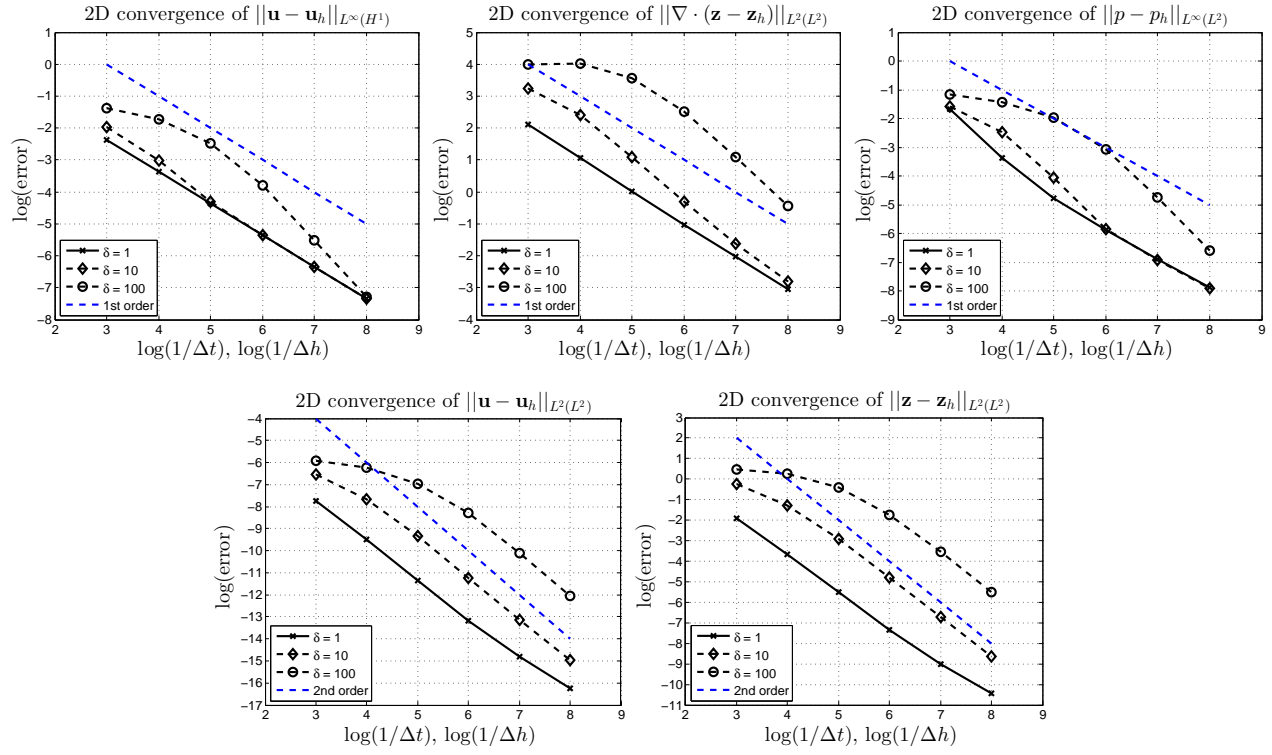 2D convergence of ||u − u_h||_{L^∞(H^1)}
1
0
−1
−2
−3
−4
−5
−6
−7
−8
log(error)
δ = 1
δ = 10
δ = 100
1st order
2 3 4 5 6 7 8 9
log(1/Δt), log(1/Δh)
2D convergence of ||∇ · (z − z_h)||_{L^2(L^2)}
5
4
3
2
1
0
−1
−2
−3
−4
log(error)
δ = 1
δ = 10
δ = 100
1st order
2 3 4 5 6 7 8 9
log(1/Δt), log(1/Δh)
2D convergence of ||p − p_h||_{L^∞(L^2)}
1
0
−1
−2
−3
−4
−5
−6
−7
−8
−9
log(error)
δ = 1
δ = 10
δ = 100
1st order
2 3 4 5 6 7 8 9
log(1/Δt), log(1/Δh)
2D convergence of ||u − u_h||_{L^2(L^2)}
−4
−5
−6
−7
−8
−9
−10
−11
−12
−13
−14
−15
−16
−17
log(error)
δ = 1
δ = 10
δ = 100
2nd order
2 3 4 5 6 7 8 9
log(1/Δt), log(1/Δh)
2D convergence of ||z − z_h||_{L^2(L^2)}
3
2
1
0
−1
−2
−3
−4
−5
−6
−7
−8
−9
−10
−11
log(error)
δ = 1
δ = 10
δ = 100
2nd order
2 3 4 5 6 7 8 9
log(1/Δt), log(1/Δh)